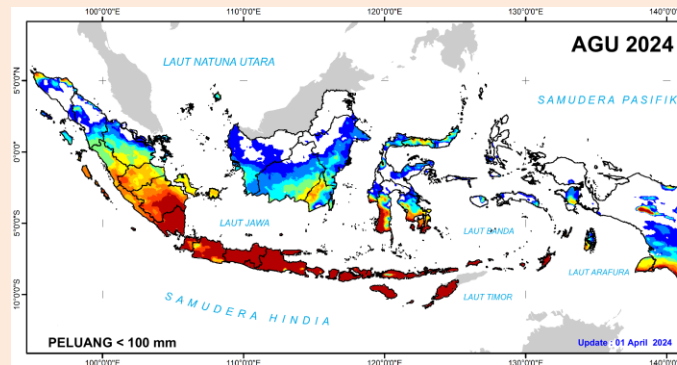 100°0'0"E 110°0'0"E 120°0'0"E 130°0'0"E 140°0'
AGU 2024
LAUT NATUNA UTARA
SAMUDERA PASIFIK
5°0'0"N
0°0'0"
5°0'0"S
10°0'0"S
LAUT JAWA
LAUT BANDA
LAUT ARAFURA
LAUT TIMOR
SAMUDERA HINDIA
PELUANG < 100 mm
Update : 01 April 2024
100°0'0"E 110°0'0"E 120°0'0"E 130°0'0"E 140°0'